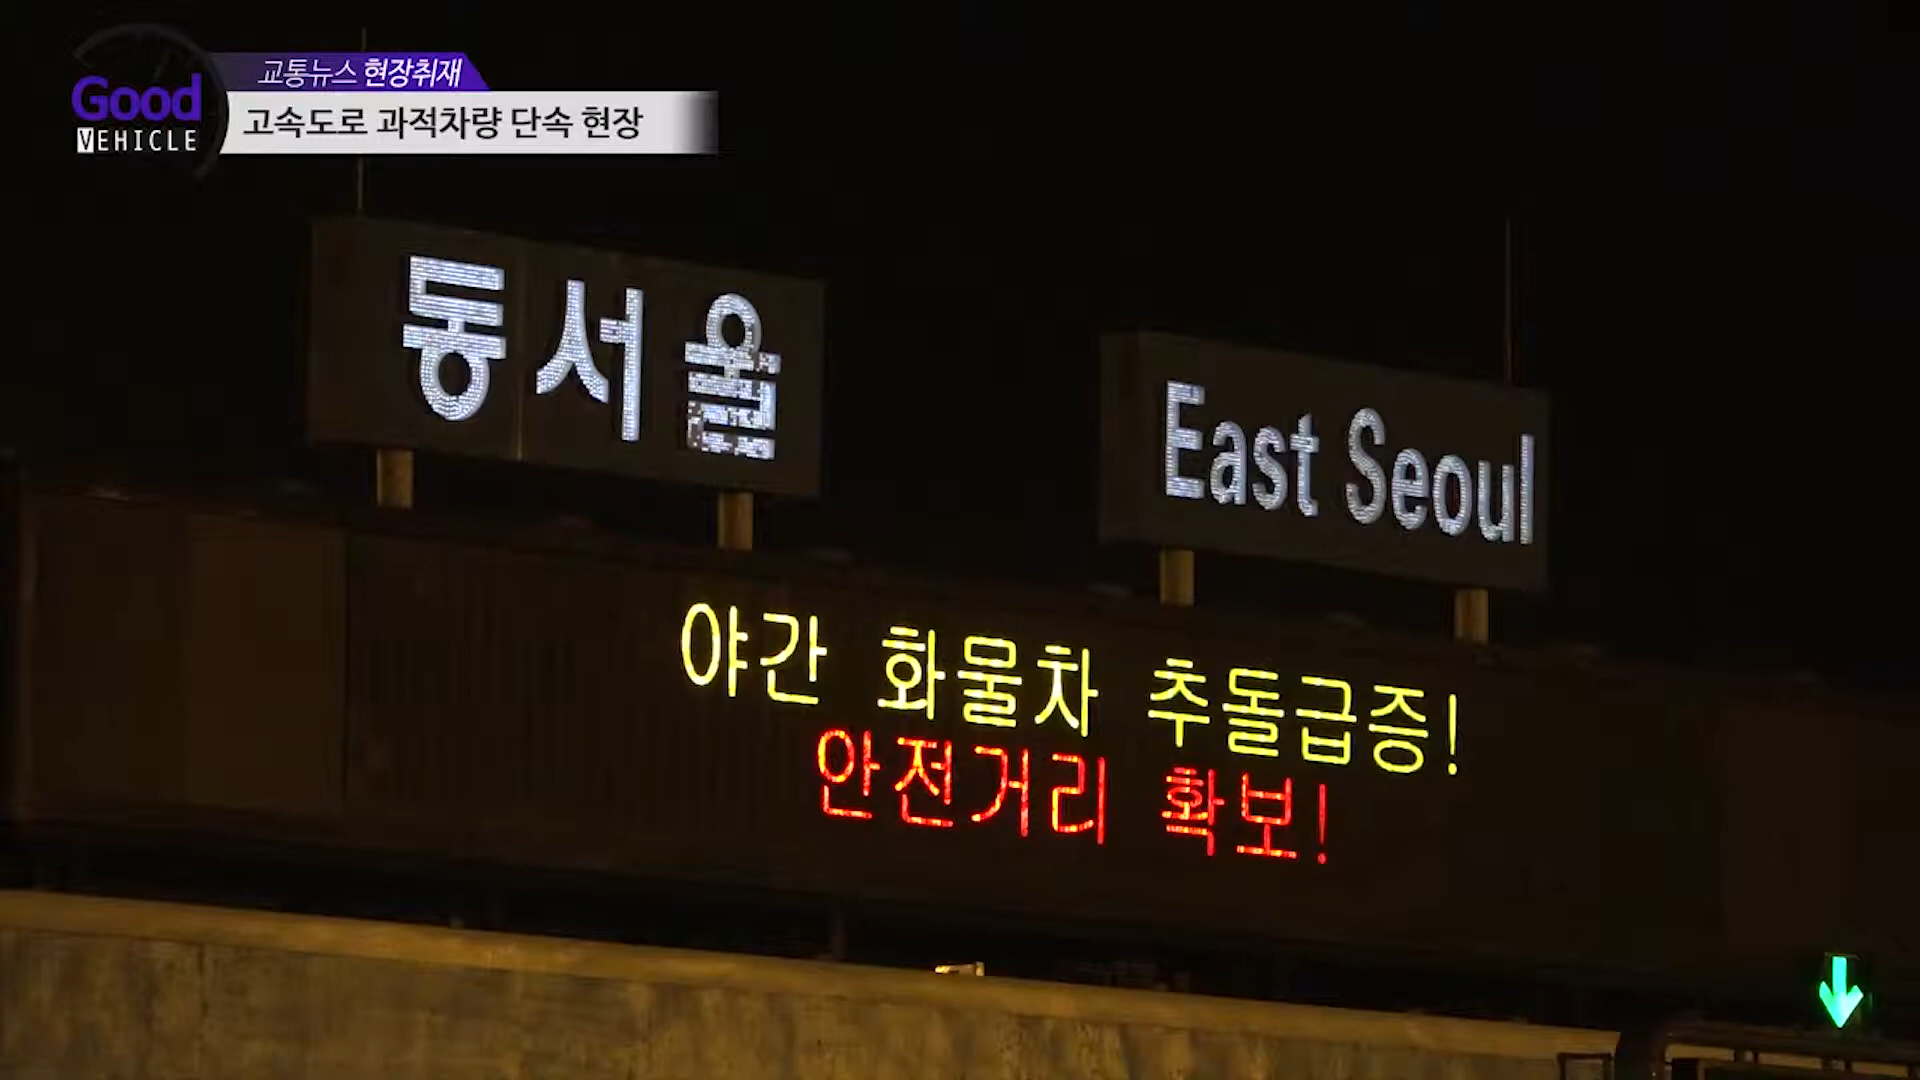 교통뉴스 현장취재
Good
VEHICLE
고속도로 과적차량 단속 현장
동서울
East Seoul
야간 화물차 추돌급증!
안전거리 확보!